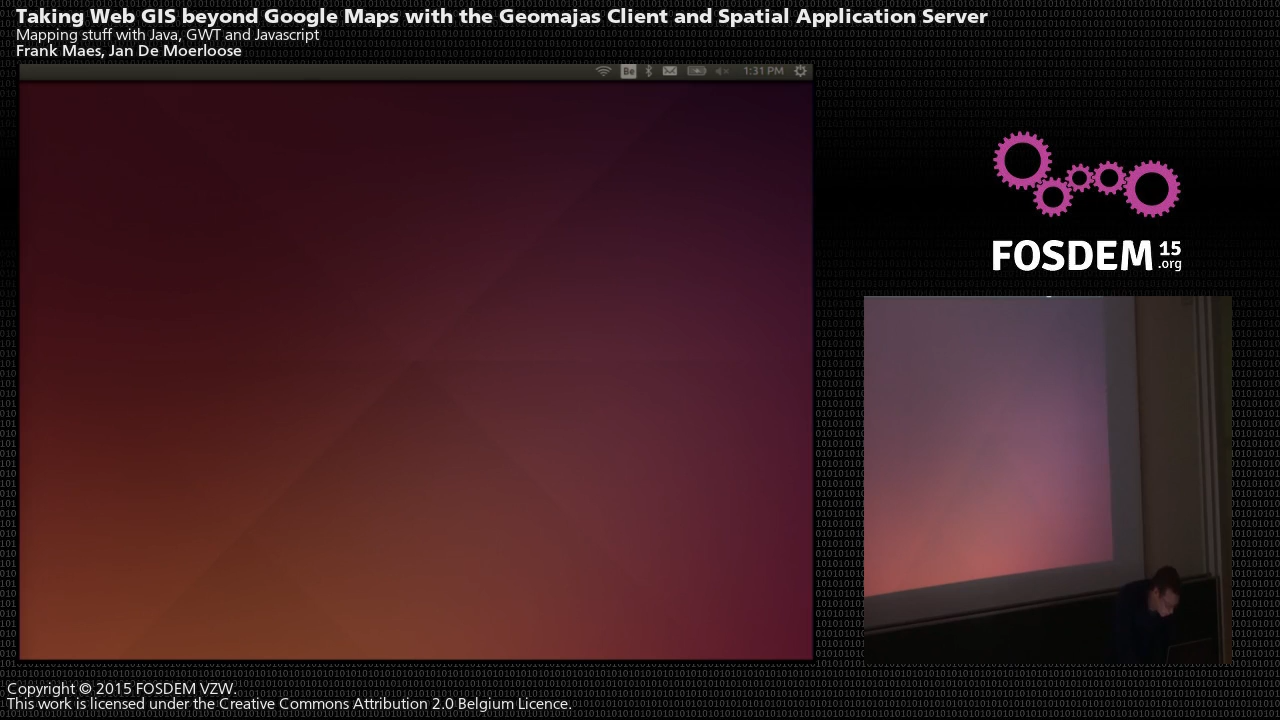 Taking Web GIS beyond Google Maps with the Geomajas Client and Spatial Application Server
Mapping stuff with Java, GWT and Javascript
Frank Maes, Jan De Moerloose
Be 1:31 PM
FOSDEM 15
.org
Copyright © 2015 FOSDEM VZW.
This work is licensed under the Creative Commons Attribution 2.0 Belgium Licence.